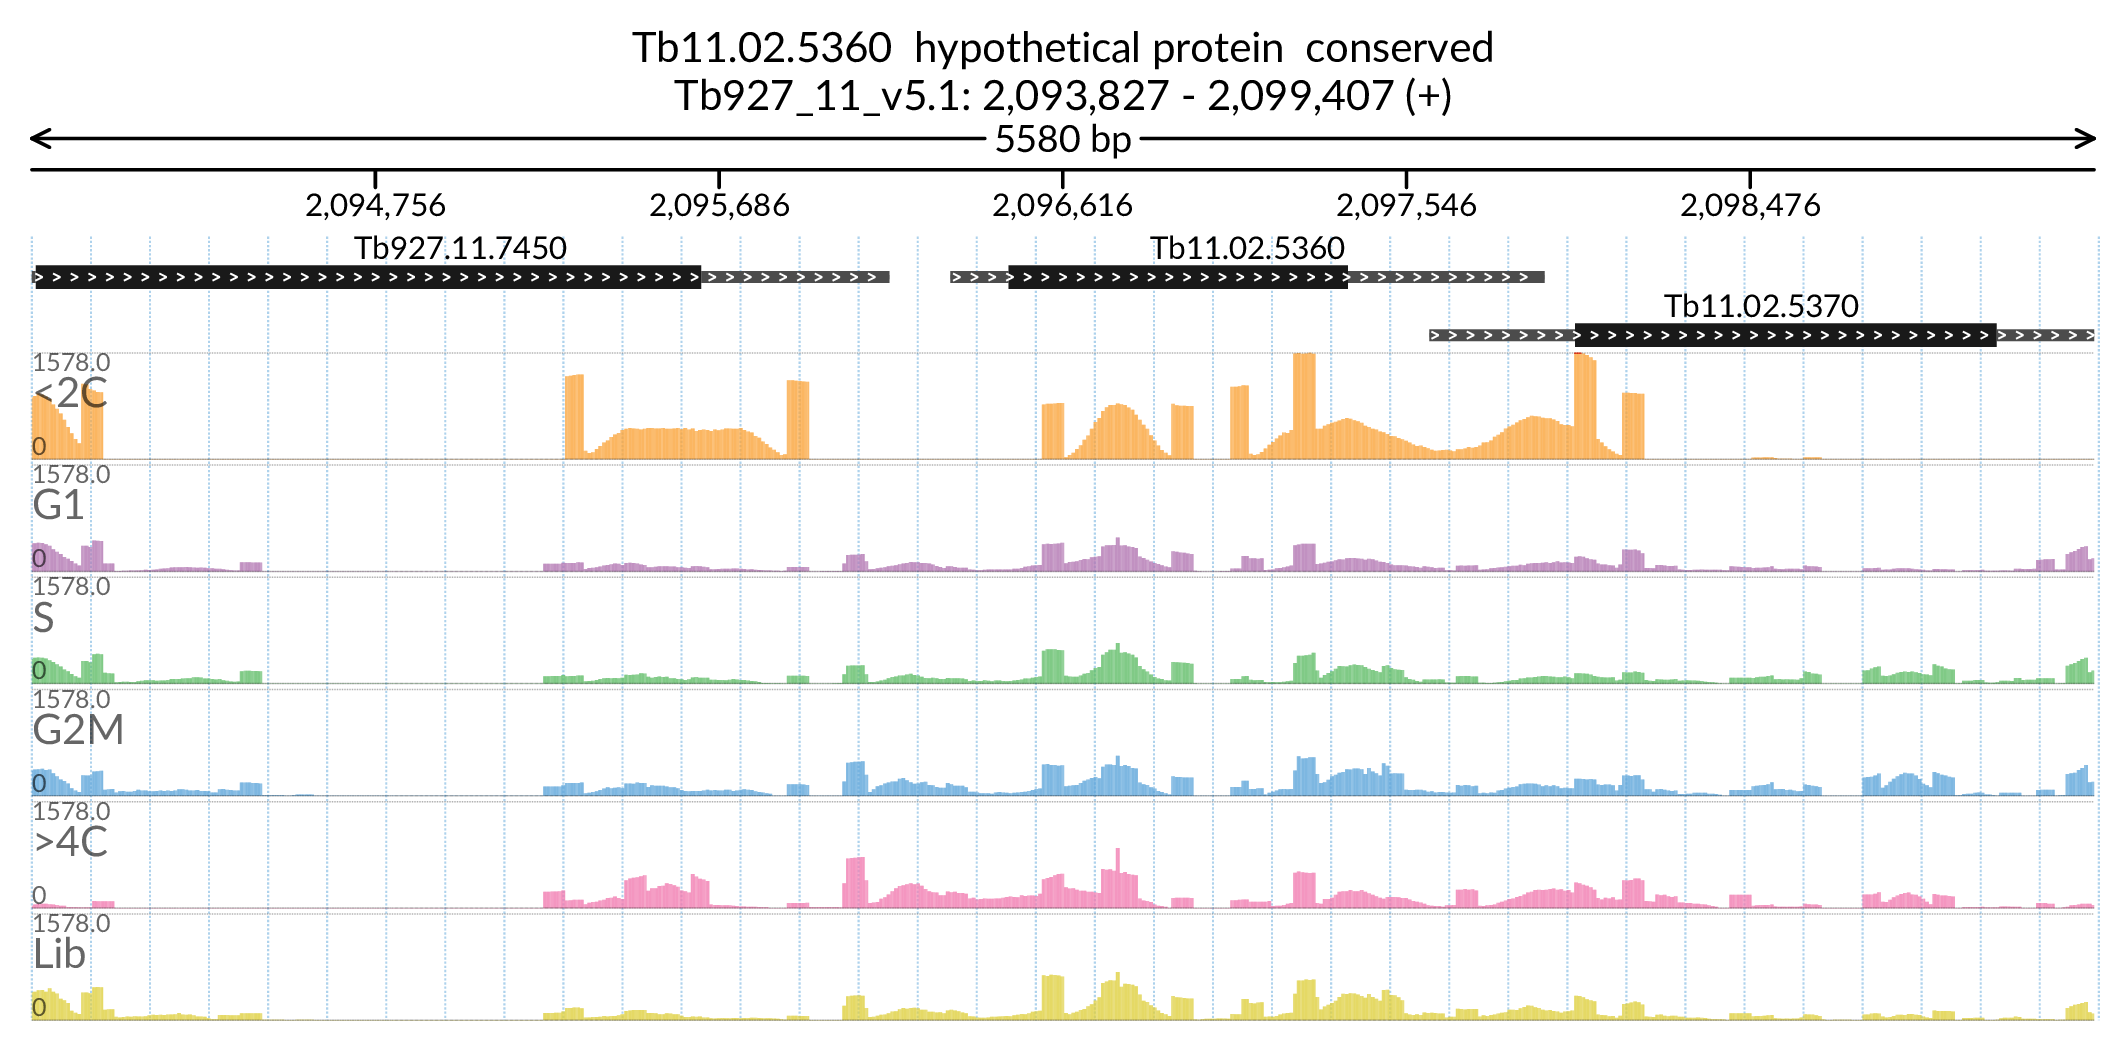 Tb11.02.5360 hypothetical protein conserved
Tb927_11_v5.1: 2,093,827 - 2,099,407 (+)
5580 bp
2,094,756 2,095,686 2,096,616 2,097,546 2,098,476
Tb927.11.7450 Tb11.02.5360
Tb11.02.5370
1578.0
<2C
0
1578.0
G1
0
1578.0
S
0
1578.0
G2M
0
1578.0
>4C
0
1578.0
Lib
0